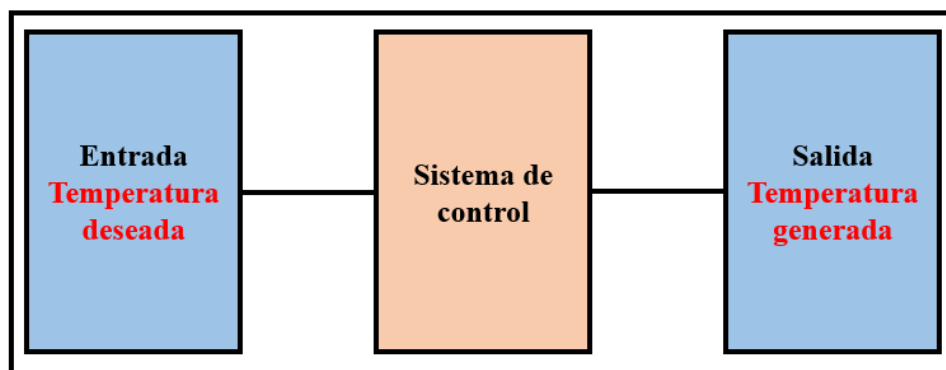 Entrada
Temperatura
deseada
Sistema de
control
Salida
Temperatura
generada